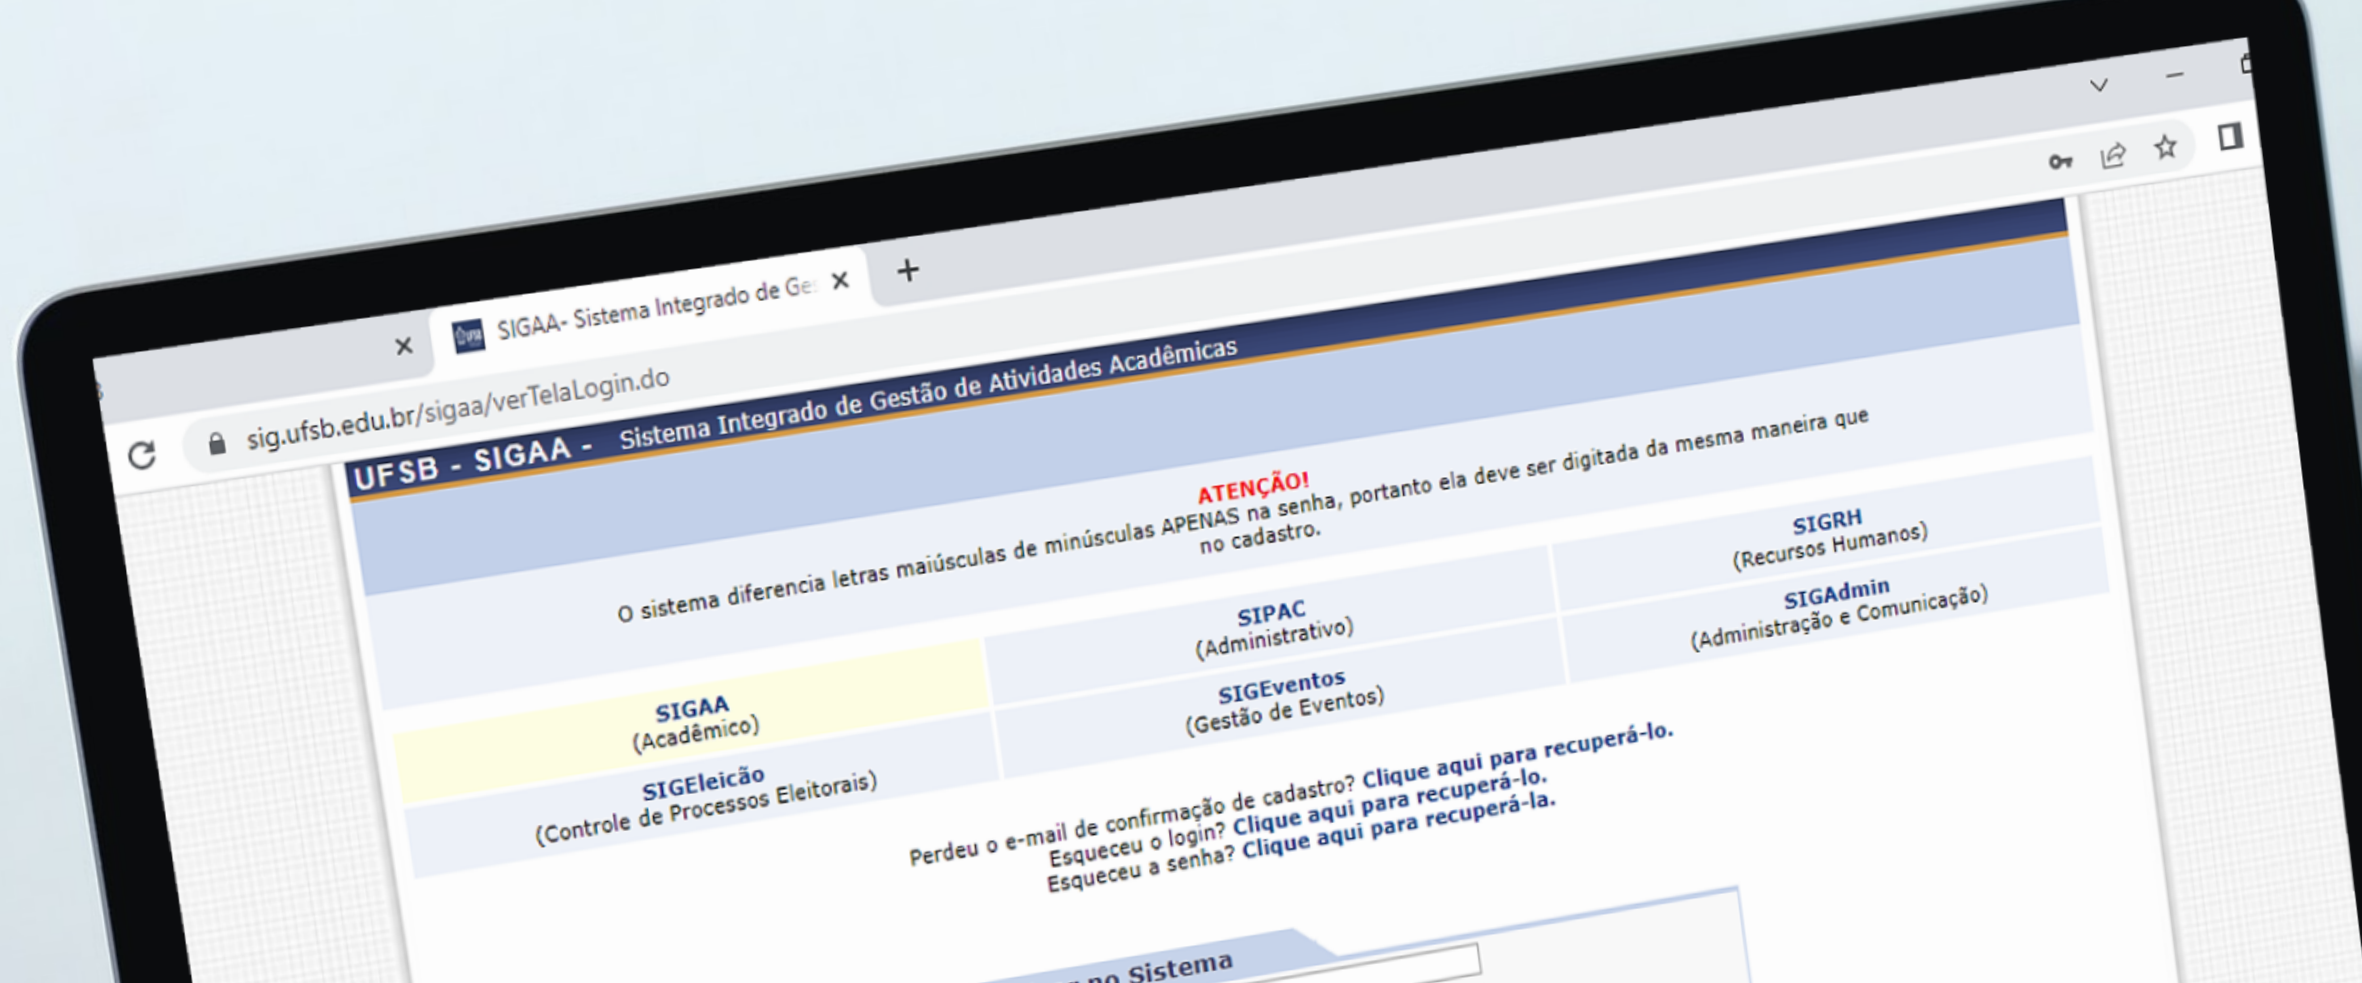 SIGAA- Sistema Integrado de Ges
sig.ufsb.edu.br/sigaa/verTelaLogin.do
UFSB - SIGAA - Sistema Integrado de Gestão de Atividades Acadêmicas
ATENÇÃO!
O sistema diferencia letras maiúsculas de minúsculas APENAS na senha, portanto ela deve ser digitada da mesma maneira que
no cadastro.
SIGAA
(Acadêmico)
SIPAC
(Administrativo)
SIGRH
(Recursos Humanos)
SIGEleicão
(Controle de Processos Eleitorais)
SIGEventos
(Gestão de Eventos)
SIGAdmin
(Administração e Comunicação)
Perdeu o e-mail de confirmação de cadastro? Clique aqui para recuperá-lo.
Esqueceu o login? Clique aqui para recuperá-lo.
Esqueceu a senha? Clique aqui para recuperá-la.
no Sistema